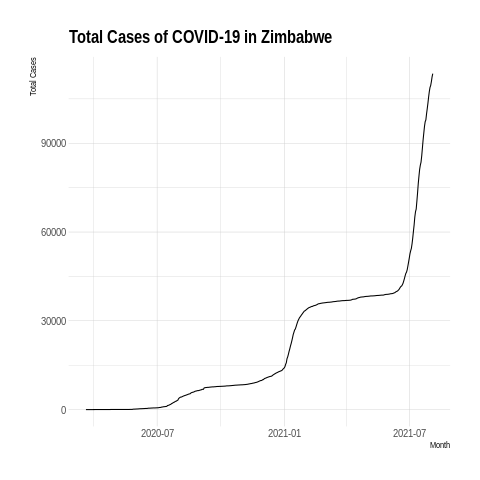 Total Cases of COVID-19 in Zimbabwe
Total Cases
90000
60000
30000
0
2020-07 2021-01 2021-07
Month